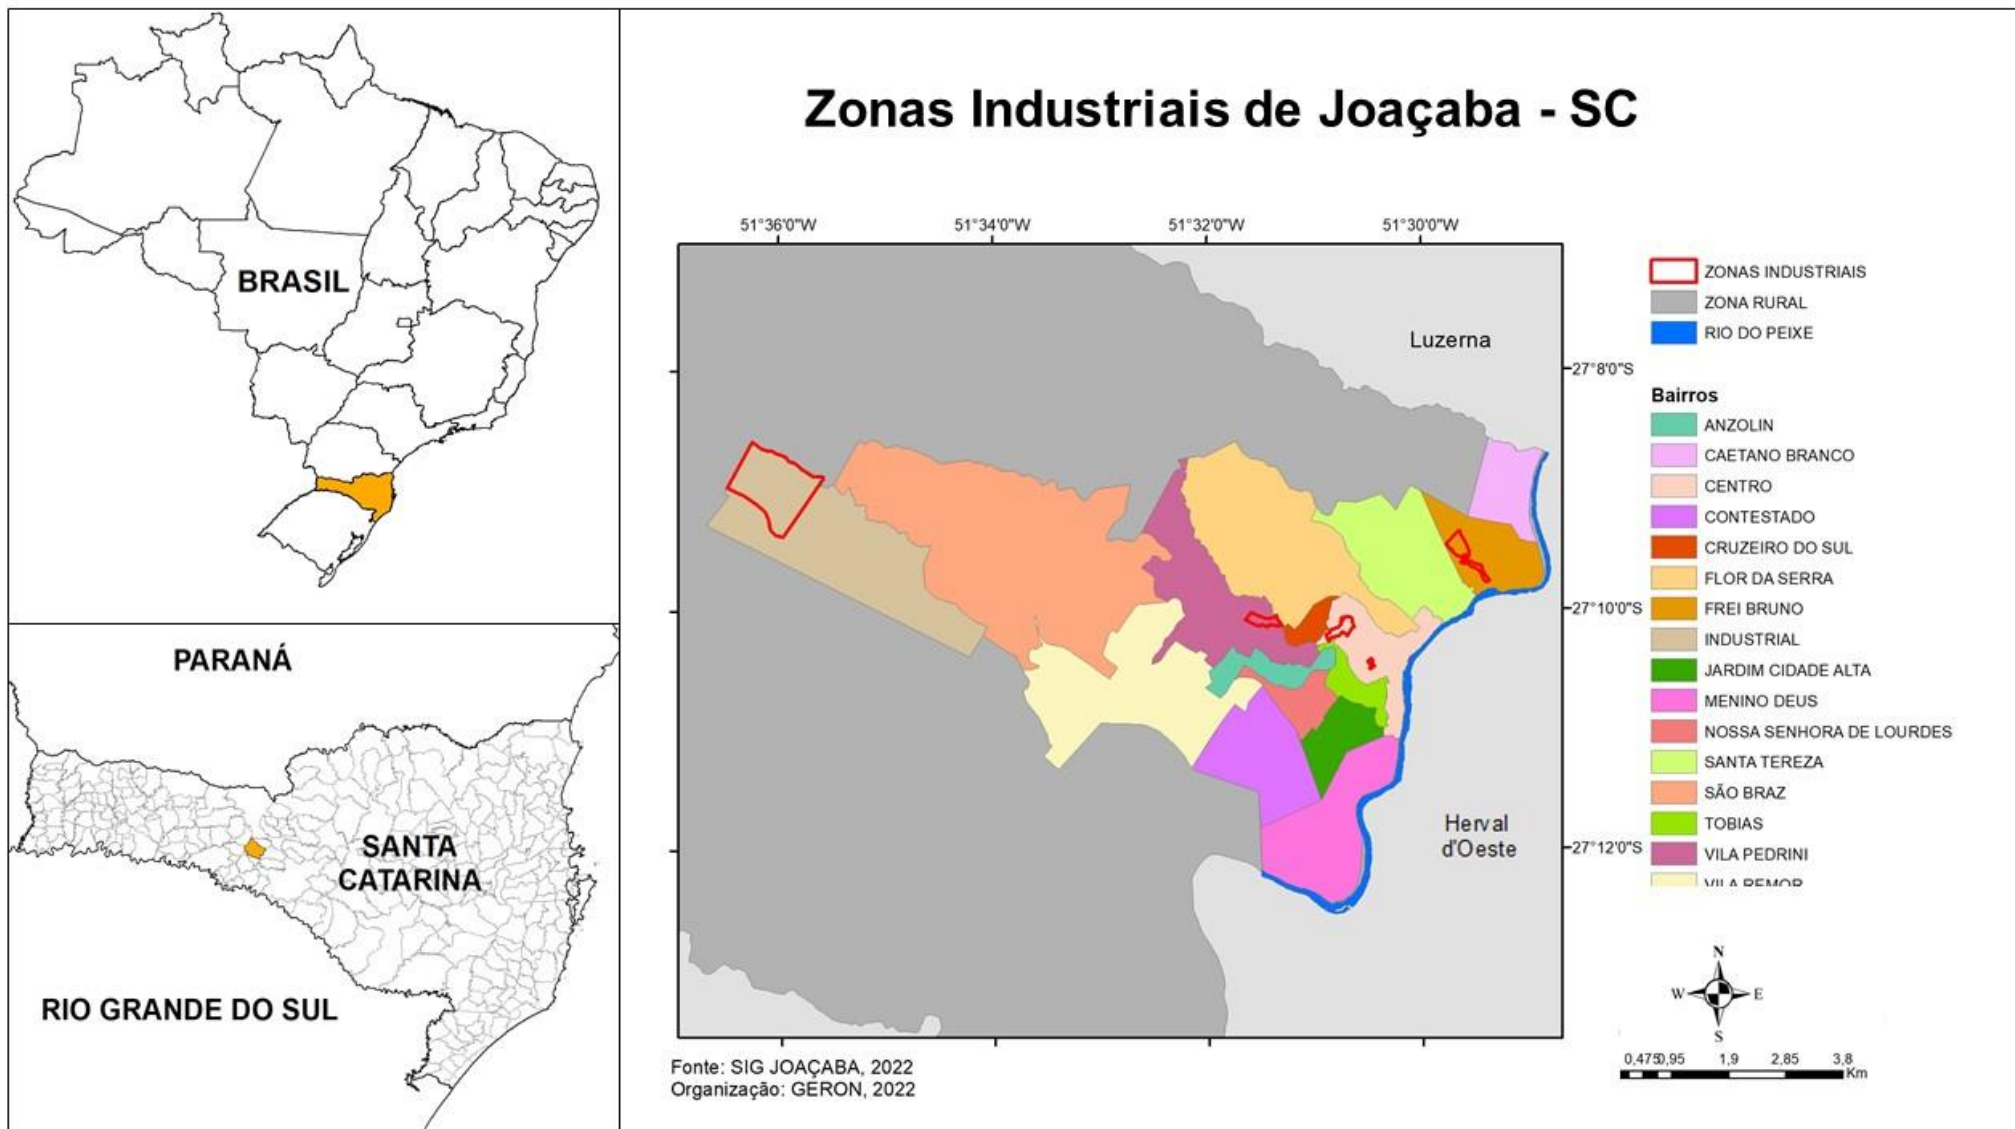 BRASIL
PARANÁ
SANTA
CATARINA
RIO GRANDE DO SUL
Zonas Industriais de Joaçaba - SC
51°36'0"W
51°34'0"W
51°32'0"W
51°30'0"W
Luzerna
27°8'0"S
27°10'0"S
27°12'0"S
Herval
d'Oeste
Fonte: SIG JOAÇABA, 2022
Organização: GERON, 2022
ZONAS INDUSTRIAIS
ZONA RURAL
RIO DO PEIXE
Bairros
ANZOLIN
CAETANO BRANCO
CENTRO
CONTESTADO
CRUZEIRO DO SUL
FLOR DA SERRA
FREI BRUNO
INDUSTRIAL
JARDIM CIDADE ALTA
MENINO DEUS
NOSSA SENHORA DE LOURDES
SANTA TEREZA
SÃO BRAZ
TOBIAS
VILA PEDRINI
VILA REMOR
N
W E
S
0,475 0,95 1,9 2,85 3,8
Km